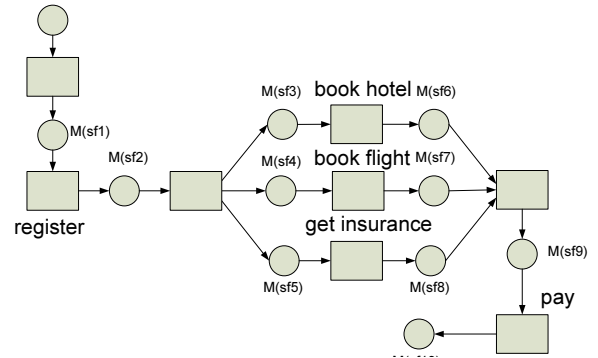 M(sf1)
M(sf2)
register
M(sf3)
book hotel
M(sf6)
M(sf4)
book flight
M(sf7)
get insurance
M(sf5)
M(sf8)
M(sf9)
pay